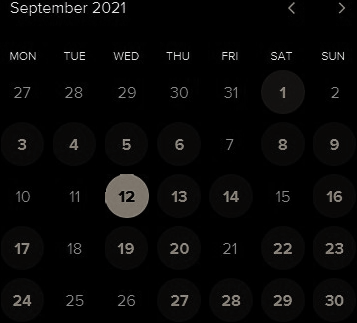 September 2021
MON TUE WED THU FRI SAT SUN
27 28 29 30 31 1 2
3 4 5 6 7 8 9
10 11 12 13 14 15 16
17 18 19 20 21 22 23
24 25 26 27 28 29 30